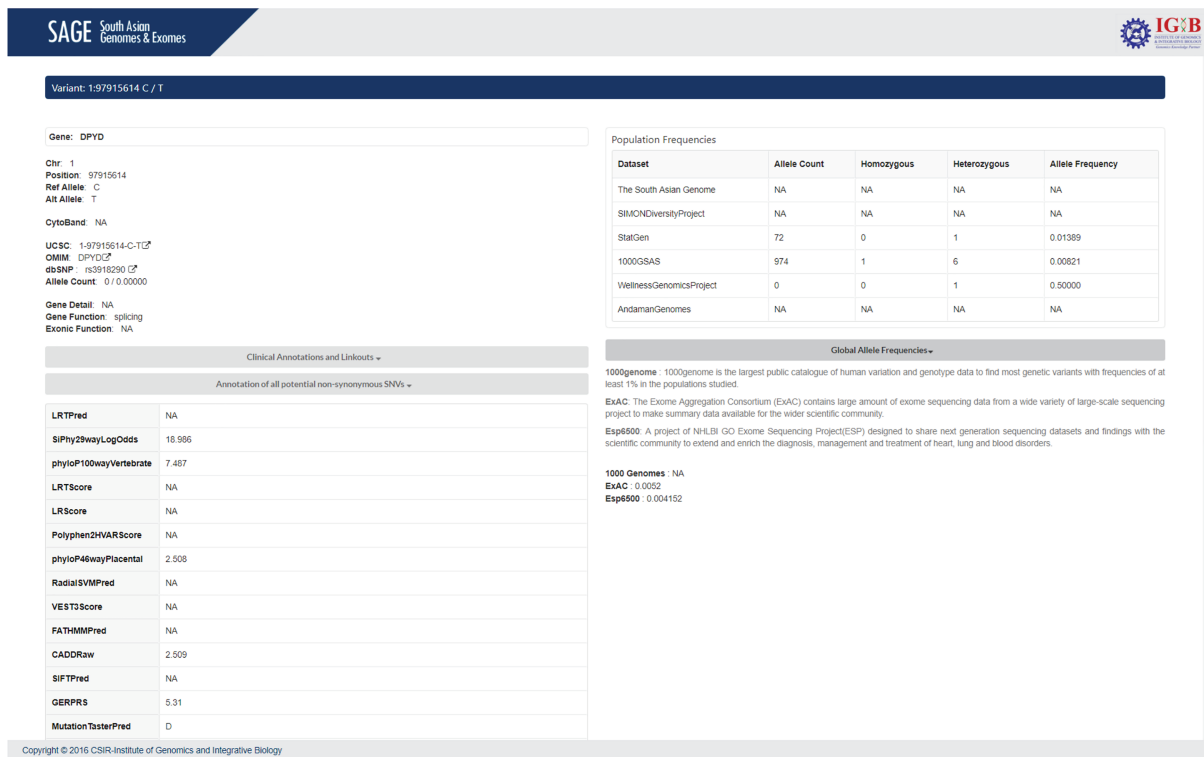 SAGE South Asian Genomes & Exomes
IGIB
INSTITUTE OF GENOMICS
& INTEGRATIVE BIOLOGY
Genomics Knowledge Partner
Variant: 1:97915614 C / T
Gene: DPYD
Chr: 1
Position: 97915614
Ref Allele: C
Alt Allele: T
CytoBand: NA
UCSC: 1-97915614-C-T
OMIM: DPYD
dbSNP : rs3918290
Allele Count: 0 / 0.00000
Gene Detail: NA
Gene Function: splicing
Exonic Function: NA
Clinical Annotations and Linkouts
Annotation of all potential non-synonymous SNVs
LRTPred NA
SiPhy29wayLogOdds 18.986
phyloP100wayVertebrate 7.487
LRTScore NA
LRScore NA
Polyphen2HVARScore NA
phyloP46wayPlacental 2.508
RadialSVMPred NA
VEST3Score NA
FATHMMPred NA
CADDRaw 2.509
SIFTPred NA
GERPRS 5.31
MutationTasterPred D
Population Frequencies
Dataset Allele Count Homozygous Heterozygous Allele Frequency
The South Asian Genome NA NA NA NA
SIMONDiversityProject NA NA NA NA
StatGen 72 0 1 0.01389
1000GSAS 974 1 6 0.00821
WellnessGenomicsProject 0 0 1 0.50000
AndamanGenomes NA NA NA NA
Global Allele Frequencies
1000genome : 1000genome is the largest public catalogue of human variation and genotype data to find most genetic variants with frequencies of at
least 1% in the populations studied.
ExAC: The Exome Aggregation Consortium (ExAC) contains large amount of exome sequencing data from a wide variety of large-scale sequencing
project to make summary data available for the wider scientific community.
Esp6500: A project of NHLBI GO Exome Sequencing Project(ESP) designed to share next generation sequencing datasets and findings with the
scientific community to extend and enrich the diagnosis, management and treatment of heart, lung and blood disorders.
1000 Genomes : NA
ExAC : 0.0052
Esp6500 : 0.004152
Copyright © 2016 CSIR-Institute of Genomics and Integrative Biology